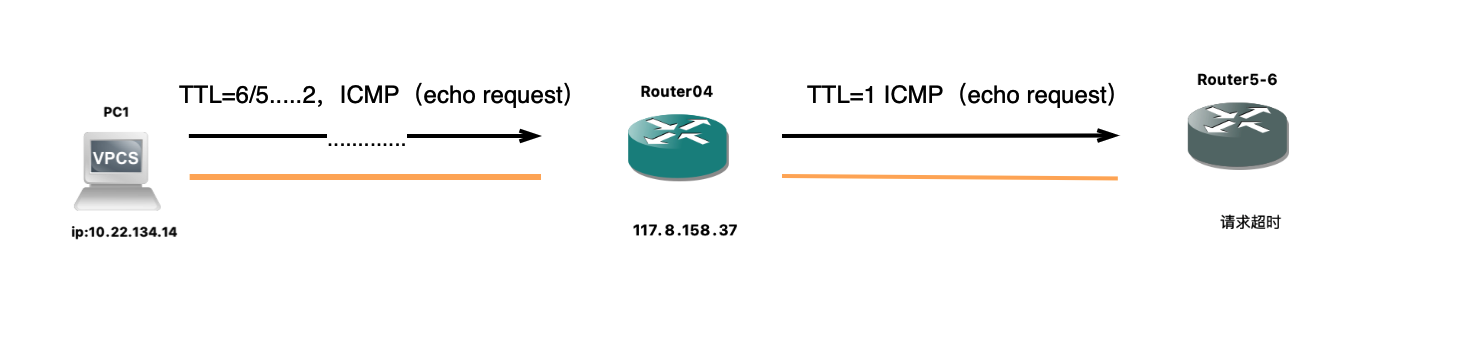 TTL=6/5.....2，ICMP（echo request）
TTL=1 ICMP（echo request）
Router5-6
Router04
PC1
VPCS
............
ip:10.22.134.14
117.8.158.37
请求超时